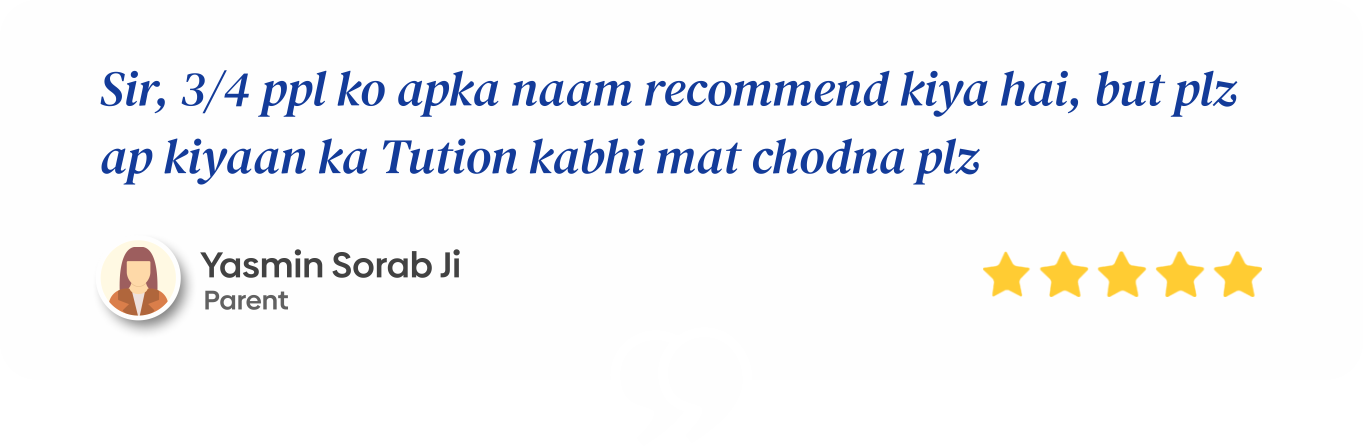 Sir, 3/4 ppl ko apka naam recommend kiya hai, but plz
ap kiyaan ka Tution kabhi mat chodna plz
Yasmin Sorab Ji
Parent